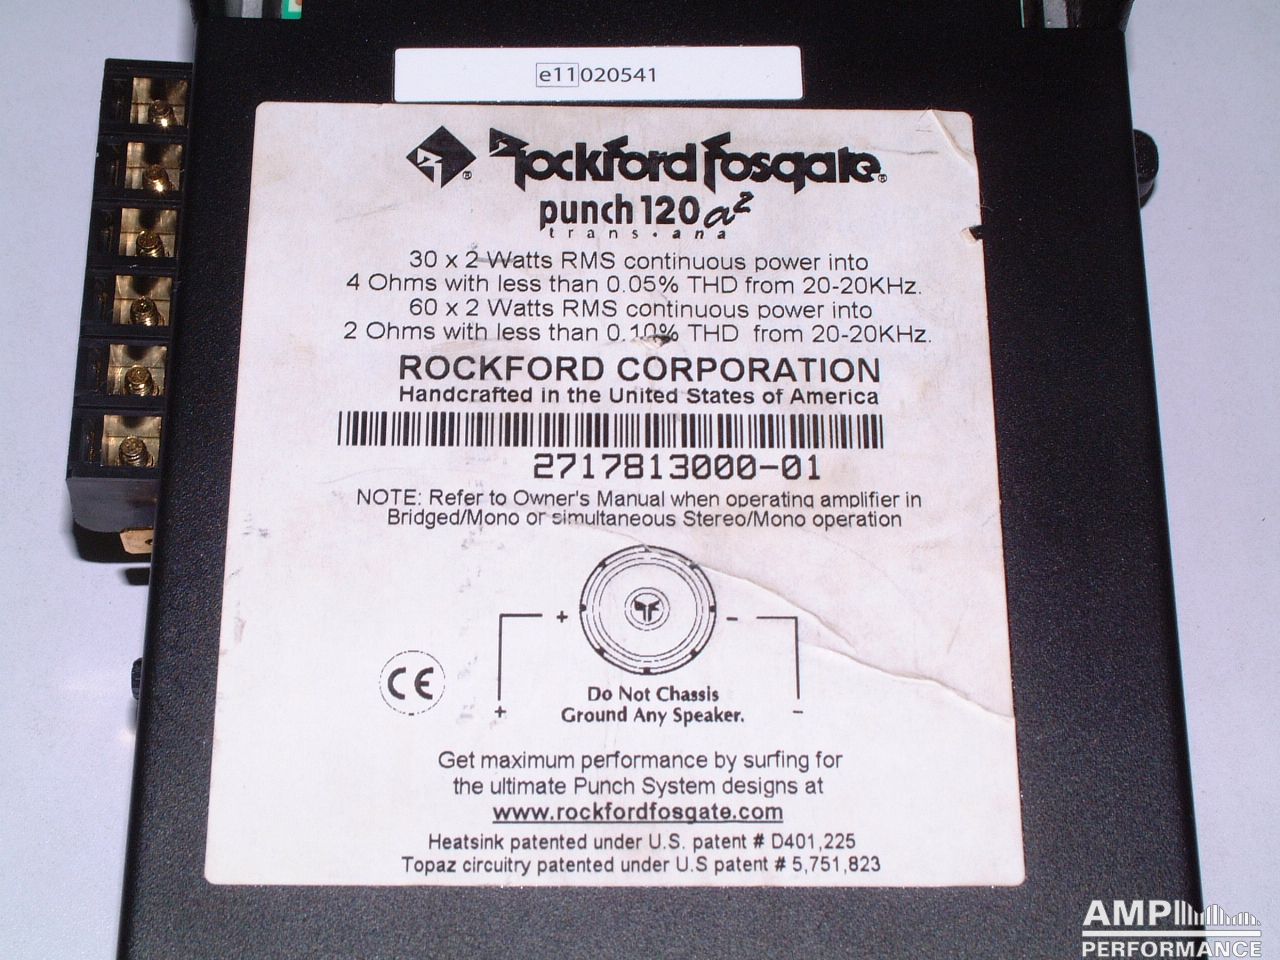 e11020541
Rockford Fosgate®
punch 120a²
trans•ana
30 x 2 Watts RMS continuous power into
4 Ohms with less than 0.05% THD from 20-20KHz.
60 x 2 Watts RMS continuous power into
2 Ohms with less than 0.10% THD from 20-20KHz.
ROCKFORD CORPORATION
Handcrafted in the United States of America
2717813000-01
NOTE: Refer to Owner's Manual when operating amplifier in
Bridged/Mono or simultaneous Stereo/Mono operation
+ -
CE
Do Not Chassis
Ground Any Speaker.
+ -
Get maximum performance by surfing for
the ultimate Punch System designs at
www.rockfordfosgate.com
Heatsink patented under U.S. patent # D401,225
Topaz circuitry patented under U.S patent # 5,751,823
AMP
PERFORMANCE